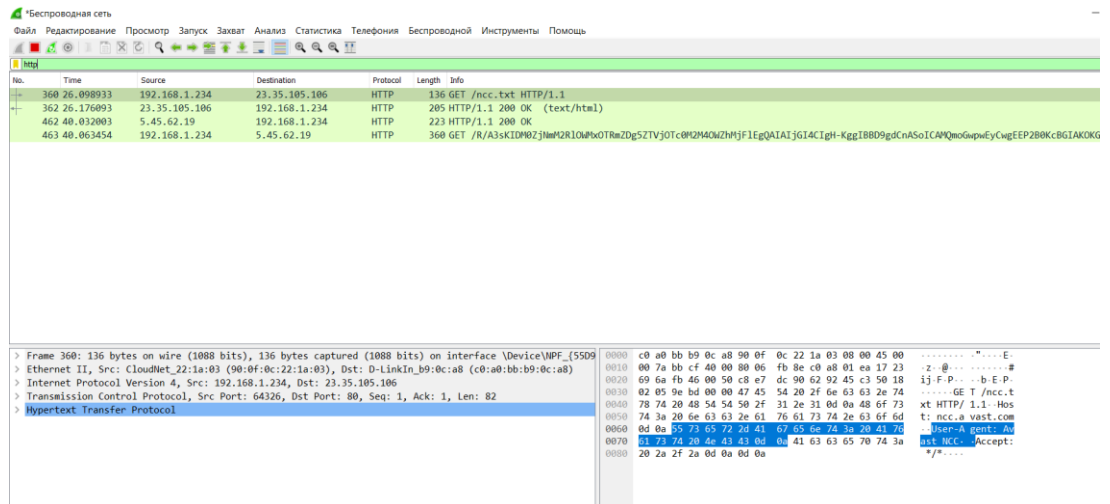 *Беспроводная сеть
Файл Редактирование Просмотр Запуск Захват Анализ Статистика Телефония Беспроводной Инструменты Помощь
http
No. Time Source Destination Protocol Length Info
360 26.098933 192.168.1.234 23.35.105.106 HTTP 136 GET /ncc.txt HTTP/1.1
362 26.176093 23.35.105.106 192.168.1.234 HTTP 205 HTTP/1.1 200 OK (text/html)
462 40.032003 5.45.62.19 192.168.1.234 HTTP 223 HTTP/1.1 200 OK
463 40.063454 192.168.1.234 5.45.62.19 HTTP 360 GET
> Frame 360: 136 bytes on wire (1088 bits), 136 bytes captured (1088 bits) on interface \Device\NPF_{55D9
> Ethernet II, Src: CloudNet_22:1a:03 (90:0f:0c:22:1a:03), Dst: D-LinkIn_b9:0c:a8 (c0:a0:bb:b9:0c:a8)
> Internet Protocol Version 4, Src: 192.168.1.234, Dst: 23.35.105.106
> Transmission Control Protocol, Src Port: 64326, Dst Port: 80, Seq: 1, Ack: 1, Len: 82
> Hypertext Transfer Protocol
0000 c0 a0 bb b9 0c a8 90 0f 0c 22 1a 03 08 00 45 00 ········ ·"····E·
0010 00 7a bb cf 40 00 80 06 fb 8e c0 a8 01 ea 17 23 ·z··@··· ·······#
0020 69 6a fb 46 00 50 c8 e7 dc 90 62 92 45 c3 50 18 ij·F·P·· ··b·E·P·
0030 02 05 9e bd 00 00 47 45 54 20 2f 6e 63 63 2e 74 ······GE T /ncc.t
0040 78 74 20 48 54 54 50 2f 31 2e 31 0d 0a 48 6f 73 xt HTTP/ 1.1··Hos
0050 74 3a 20 6e 63 63 2e 61 76 61 73 74 2e 63 6f 6d t: ncc.a vast.com
0060 0d 0a 55 73 65 72 2d 41 67 65 6e 74 3a 20 41 76 ··User-A gent: Av
0070 61 73 74 20 4e 43 43 0d 0a 41 63 63 65 70 74 3a ast NCC· ·Accept:
0080 20 2a 2f 2a 0d 0a 0d 0a */*····